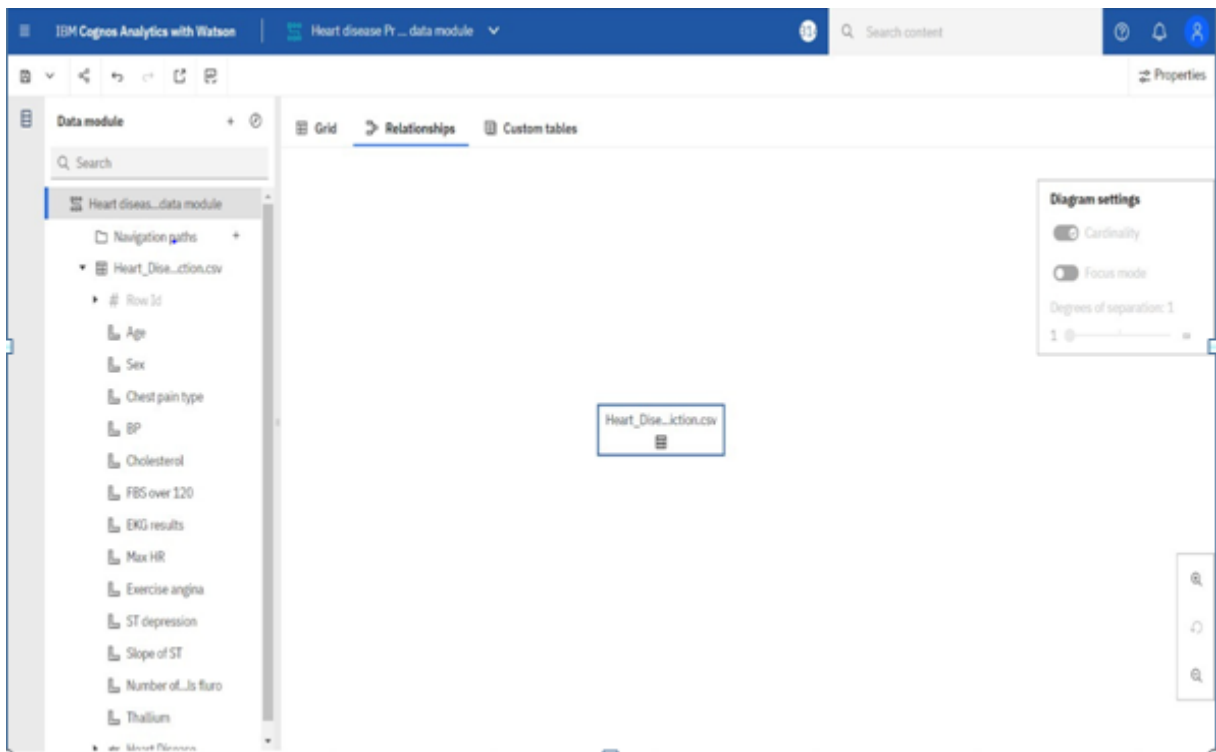 IBM Cognos Analytics with Watson
Heart disease Pr ... data module
Search content
Properties
Data module
Grid
Relationships
Custom tables
Search
Heart diseas...data module
Navigation paths
Heart_Dise...ction.csv
# Row Id
Age
Sex
Chest pain type
BP
Cholesterol
FBS over 120
EKG results
Max HR
Exercise angina
ST depression
Slope of ST
Number of...ls fluro
Thallium
Heart Disease
Diagram settings
Cardinality
Focus mode
Degrees of separation: 1
1 ∞
Heart_Dise...iction.csv